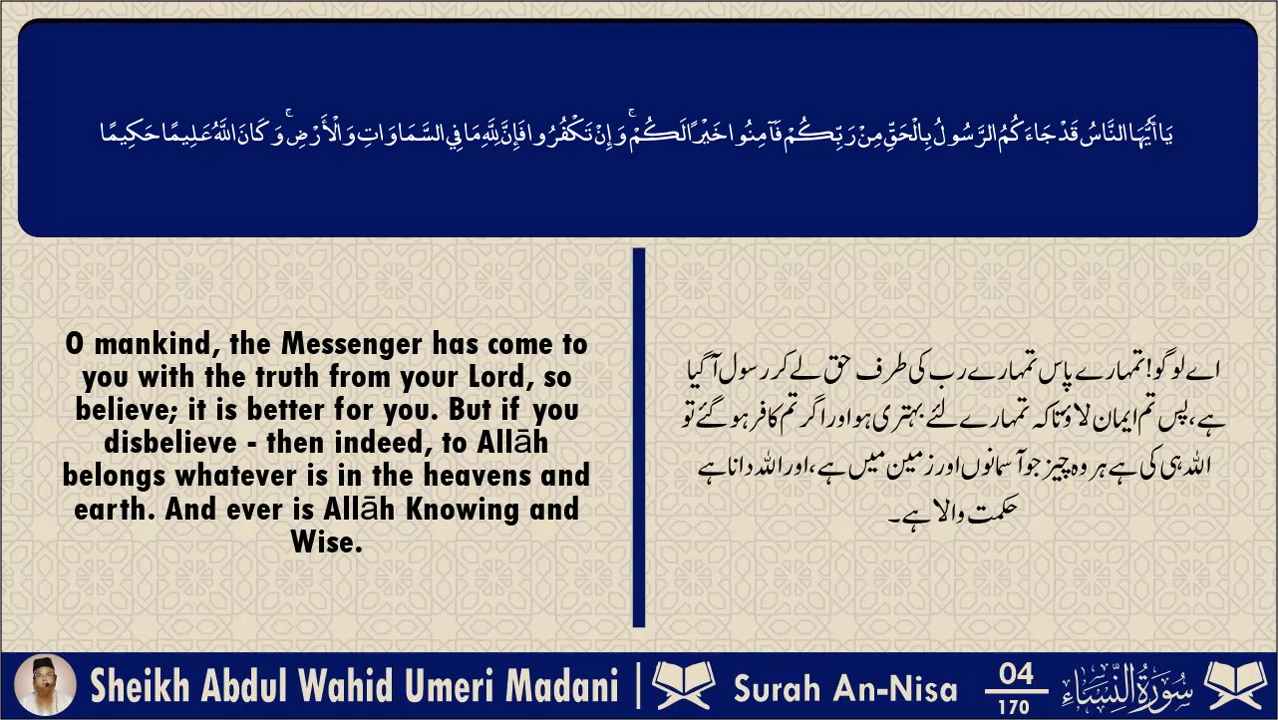 يَا أَيُّهَا النَّاسُ قَدْ جَاءَكُمُ الرَّسُولُ بِالْحَقِّ مِنْ رَبِّكُمْ فَآمِنُوا خَيْرًا لَكُمْ ۚ وَإِنْ تَكْفُرُوا فَإِنَّ لِلَّهِ مَا فِي السَّمَاوَاتِ وَالْأَرْضِ ۚ وَكَانَ اللَّهُ عَلِيمًا حَكِيمًا
O mankind, the Messenger has come to
you with the truth from your Lord, so
believe; it is better for you. But if you
disbelieve - then indeed, to Allāh
belongs whatever is in the heavens and
earth. And ever is Allāh Knowing and
Wise.
اے لوگو! تمہارے پاس تمہارے رب کی طرف حق لے کر رسول آگیا
ہے، پس تم ایمان لاؤ تاکہ تمہارے لئے بہتری ہو اور اگر تم کافر ہوگئے تو
اللہ ہی کی ہے ہر وہ چیز جو آسمانوں اور زمین میں ہے، اور اللہ دانا ہے
حکمت والا ہے۔
Sheikh Abdul Wahid Umeri Madani |
Surah An-Nisa
04
170
سُورَةُ النِّسَاء